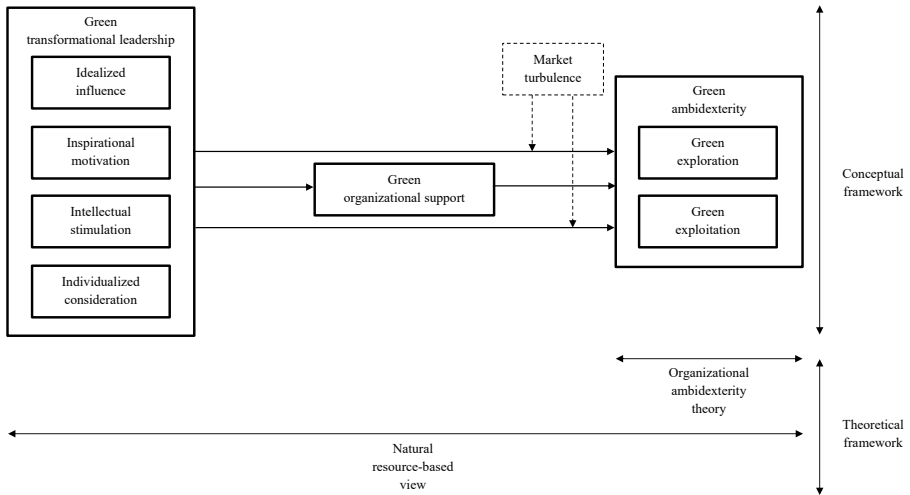 Green
transformational leadership
Idealized
influence
Inspirational
motivation
Intellectual
stimulation
Individualized
consideration
Green
organizational support
Market
turbulence
Green
ambidexterity
Green
exploration
Green
exploitation
Conceptual
framework
Organizational
ambidexterity
theory
Natural
resource-based
view
Theoretical
framework